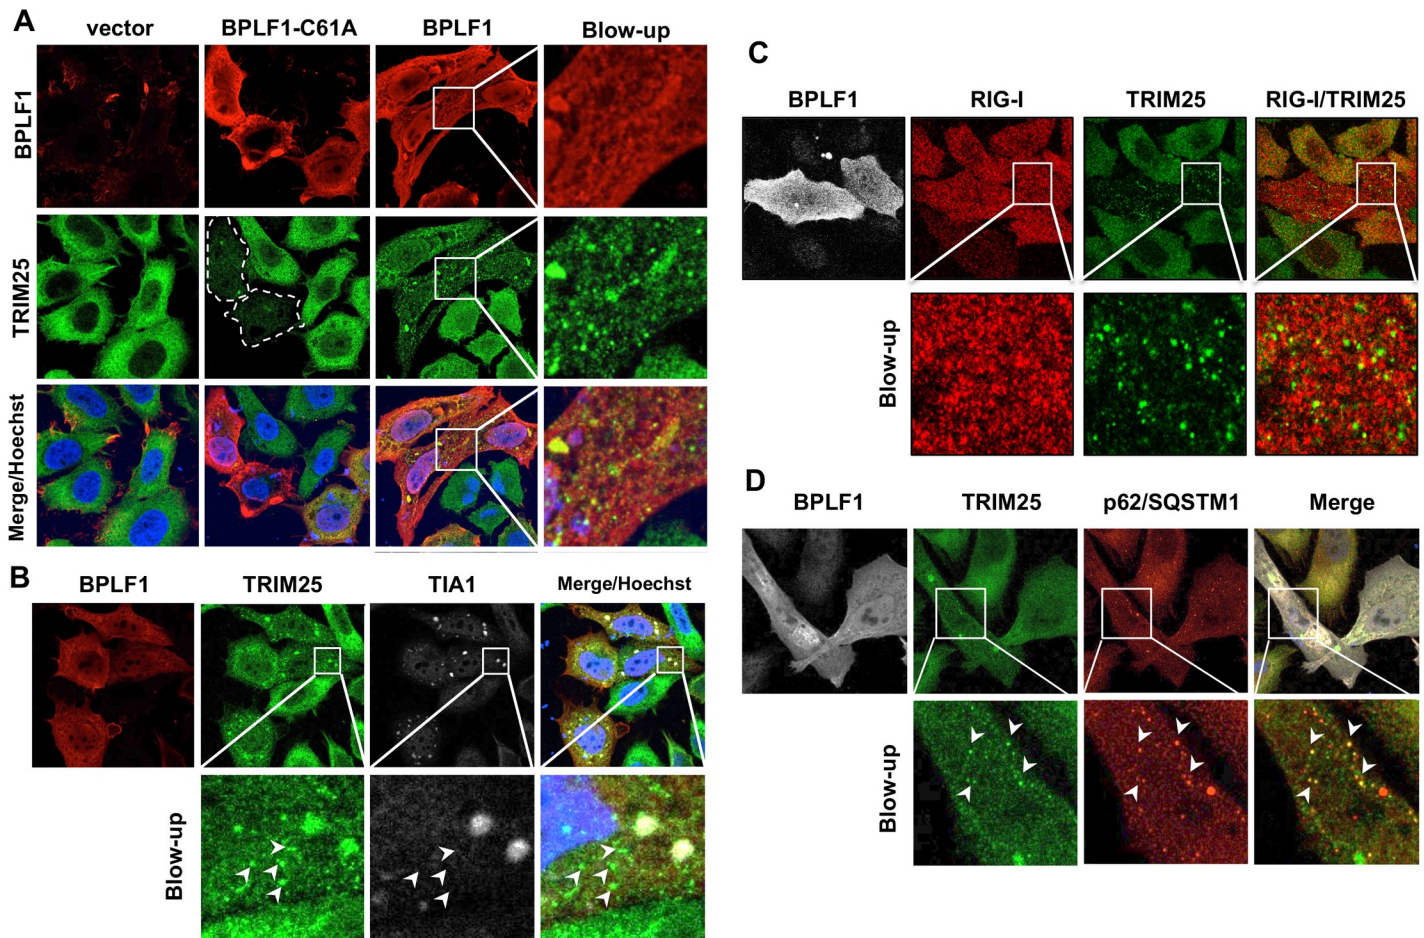 A
vector
BPLF1-C61A
BPLF1
Blow-up
BPLF1
TRIM25
Merge/Hoechst
B
BPLF1
TRIM25
TIA1
Merge/Hoechst
Blow-up
C
BPLF1
RIG-I
TRIM25
RIG-I/TRIM25
Blow-up
D
BPLF1
TRIM25
p62/SQSTM1
Merge
Blow-up